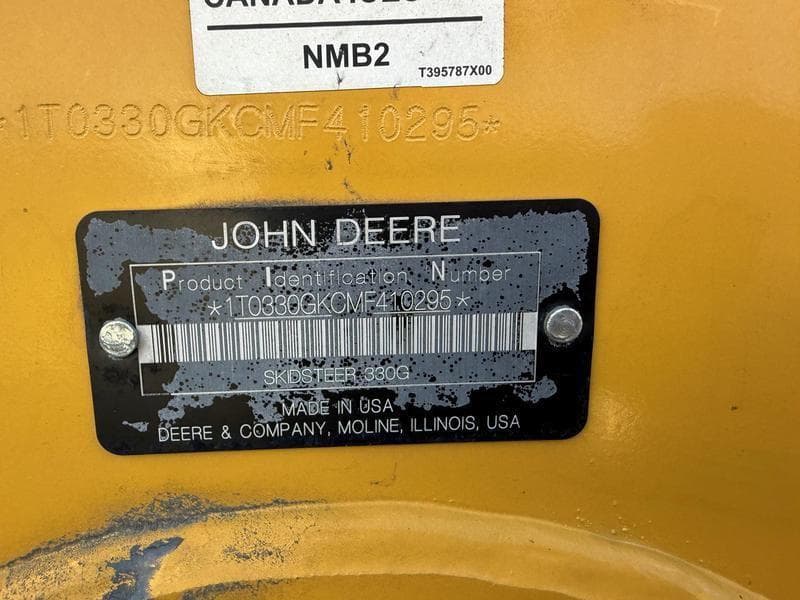 NMB2
T395787X00
*1T0330GKCMF410295*
JOHN DEERE
Product Identification Number
*1T0330GKCMF410295*
SKIDSTEER 330G
MADE IN USA
DEERE & COMPANY, MOLINE, ILLINOIS, USA